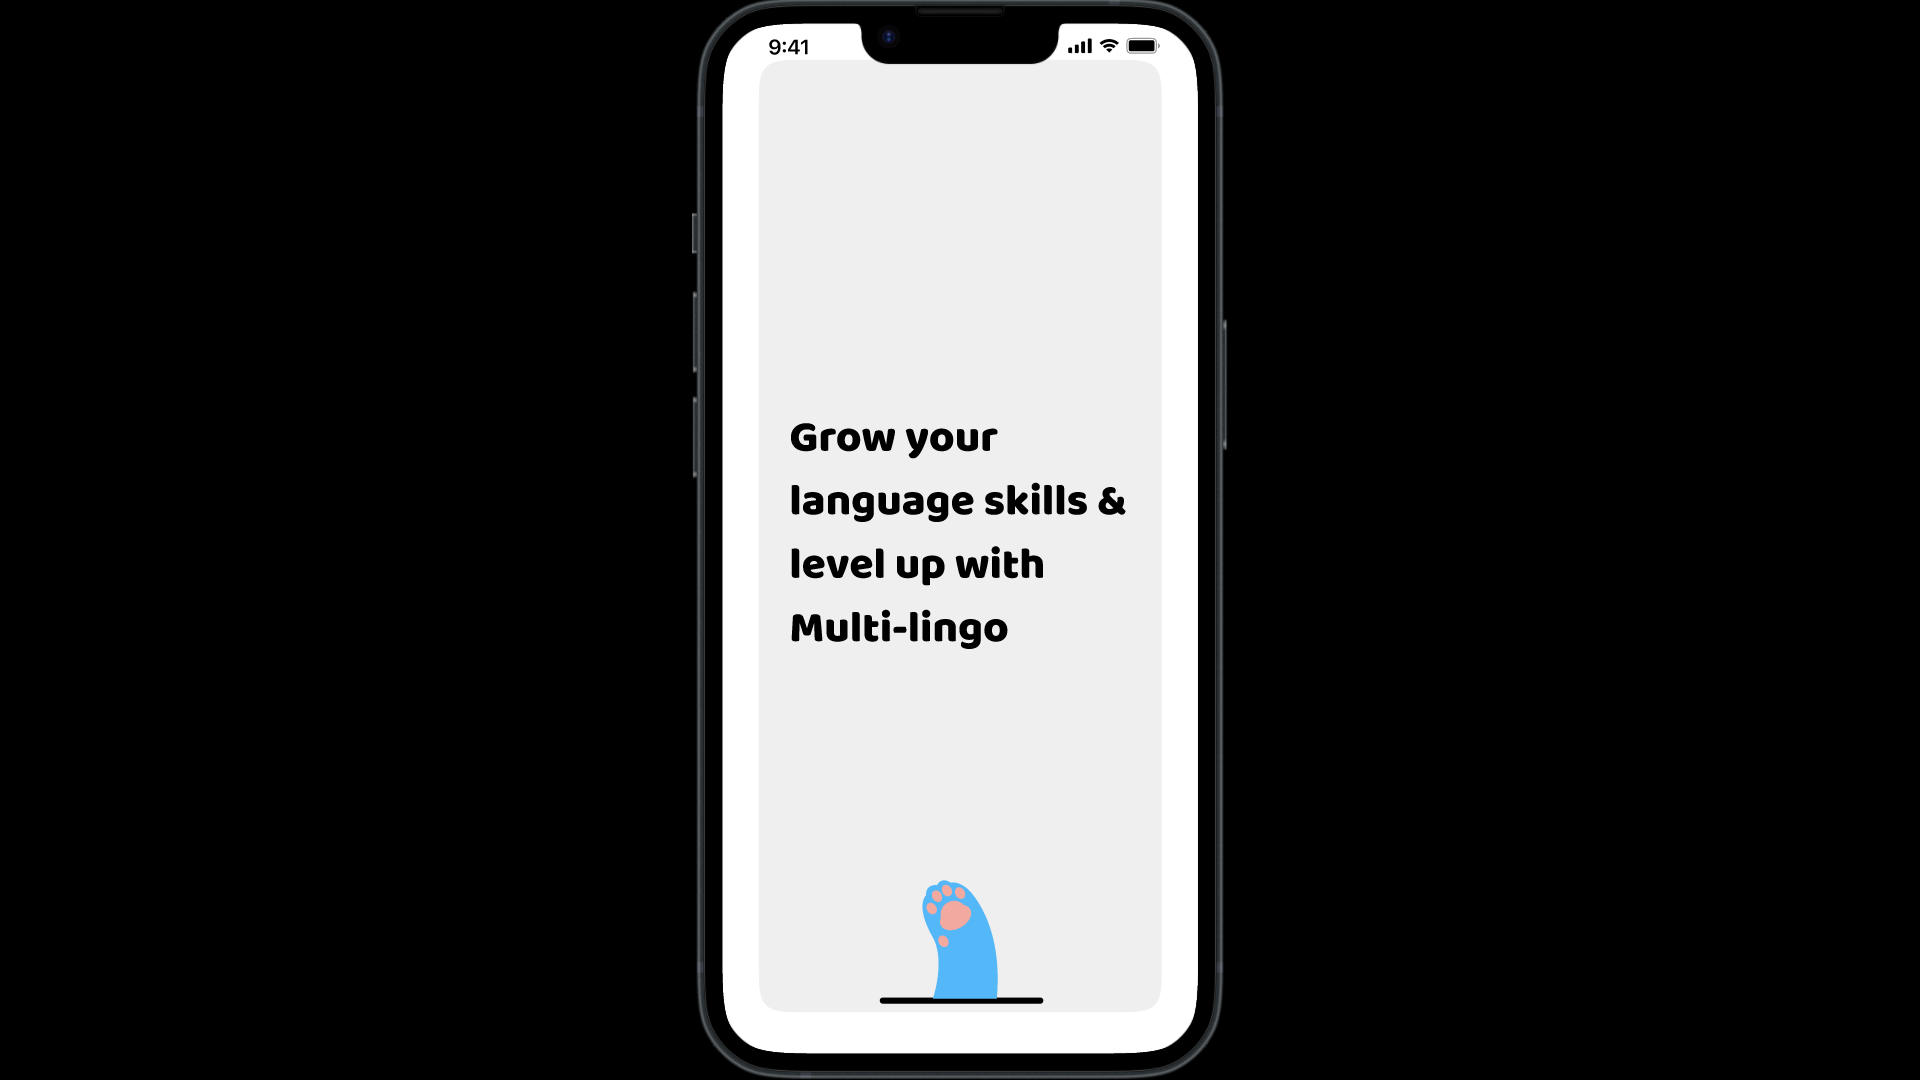 9:41
Grow your
language skills &
level up with
Multi-lingo